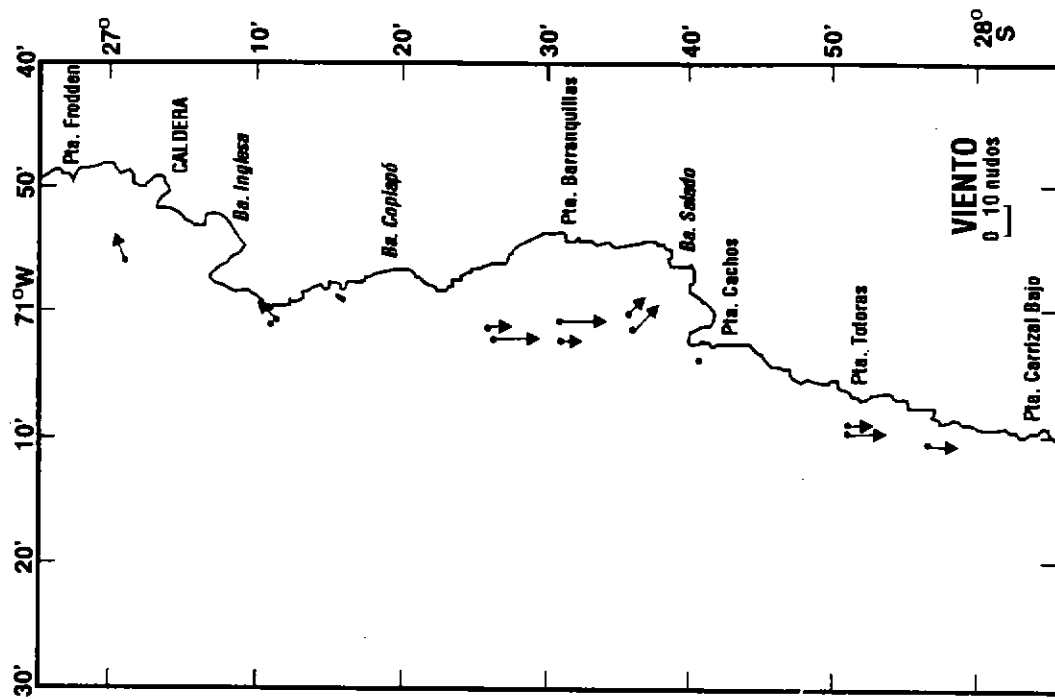 27°
10'
20'
30'
40'
50'
28°
S
40'
50'
71°W
10'
20'
30'
Pta. Frodden
CALDERA
Ba. Inglesa
Ba. Copiapó
Pta. Barranquillas
Ba. Salado
Pta. Cachos
Pta. Totoras
Pta. Carrizal Bajo
VIENTO
0 10 nudos